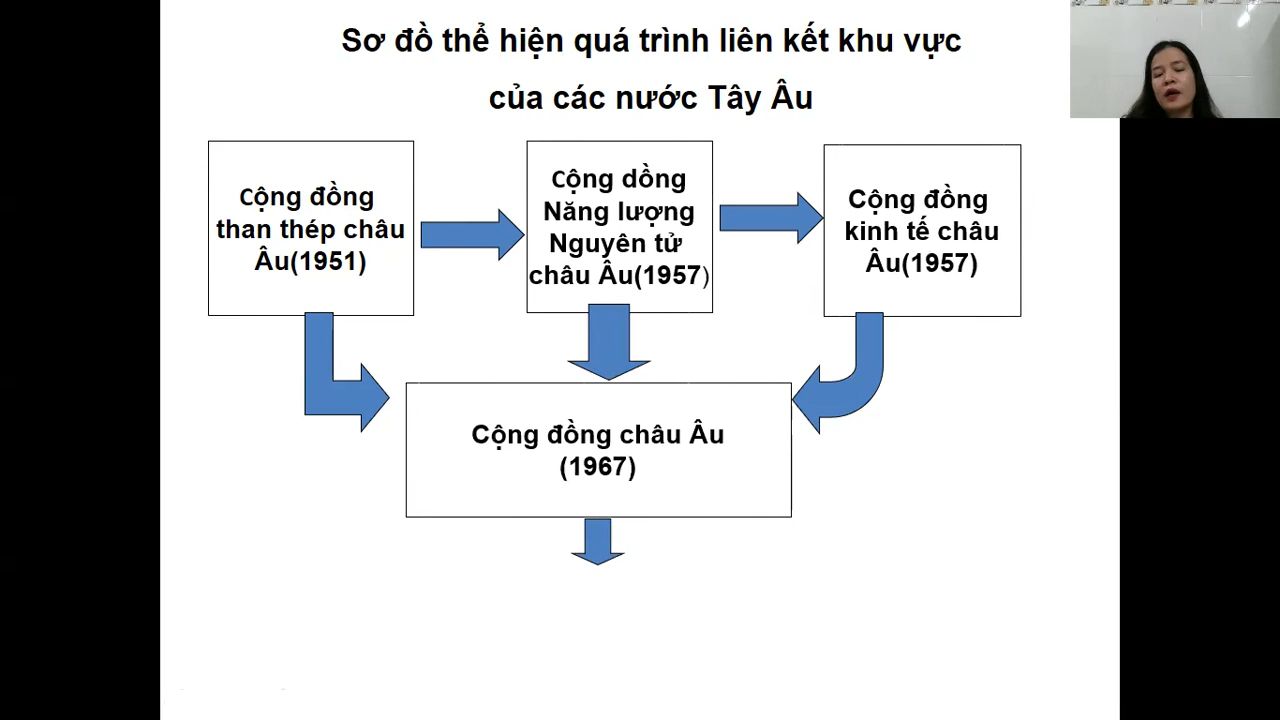 Sơ đồ thể hiện quá trình liên kết khu vực
của các nước Tây Âu
Cộng đồng
than thép châu
Âu(1951)
Cộng dồng
Năng lượng
Nguyên tử
châu Âu(1957)
Cộng đồng
kinh tế châu
Âu(1957)
Cộng đồng châu Âu
(1967)